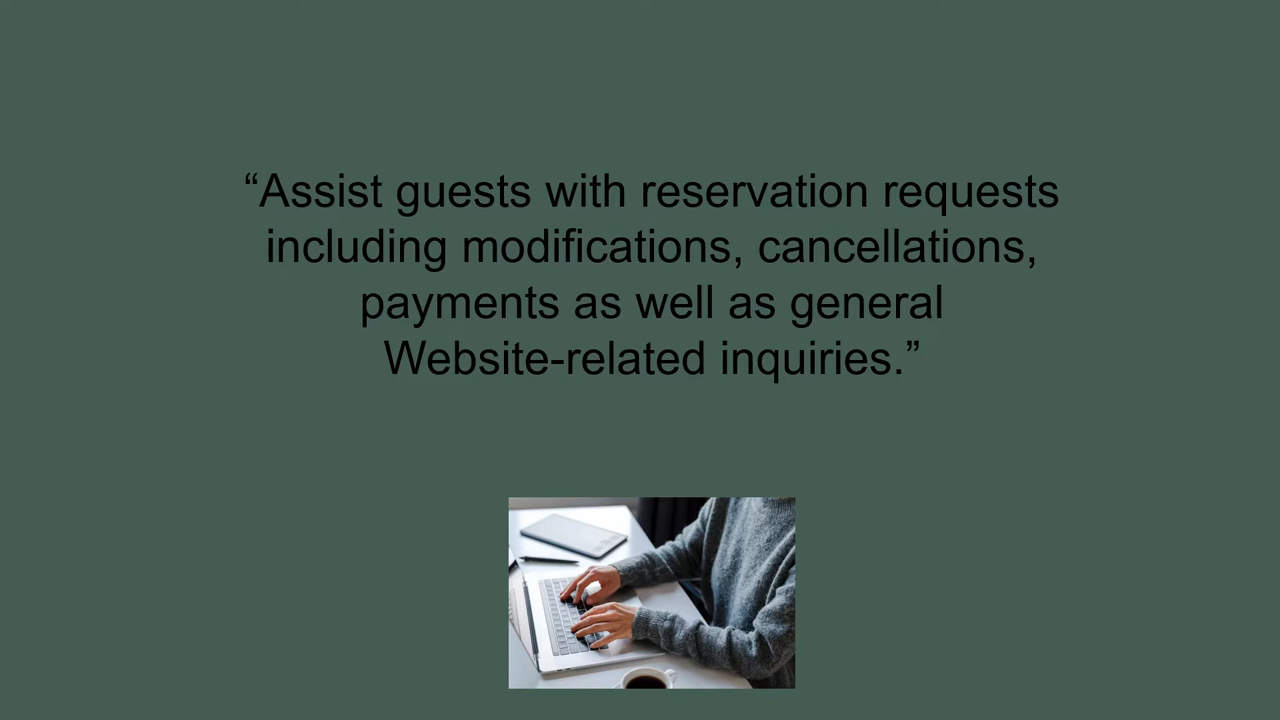 “Assist guests with reservation requests
including modifications, cancellations,
payments as well as general
Website-related inquiries.”